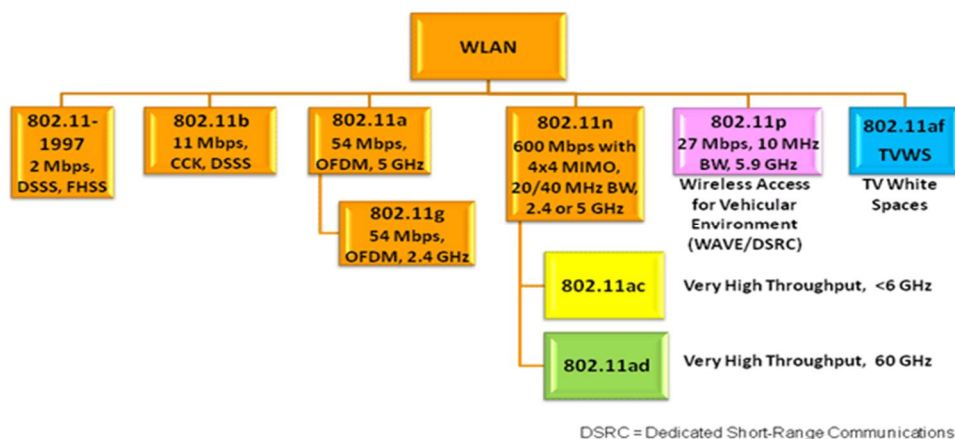 WLAN
802.11-
1997
2 Mbps,
DSSS, FHSS
802.11b
11 Mbps,
CCK, DSSS
802.11a
54 Mbps,
OFDM, 5 GHz
802.11g
54 Mbps,
OFDM, 2.4 GHz
802.11n
600 Mbps with
4x4 MIMO,
20/40 MHz BW,
2.4 or 5 GHz
802.11p
27 Mbps, 10 MHz
BW, 5.9 GHz
Wireless Access
for Vehicular
Environment
(WAVE/DSRC)
802.11af
TVWS
TV White
Spaces
802.11ac
Very High Throughput, <6 GHz
802.11ad
Very High Throughput, 60 GHz
DSRC = Dedicated Short-Range Communications